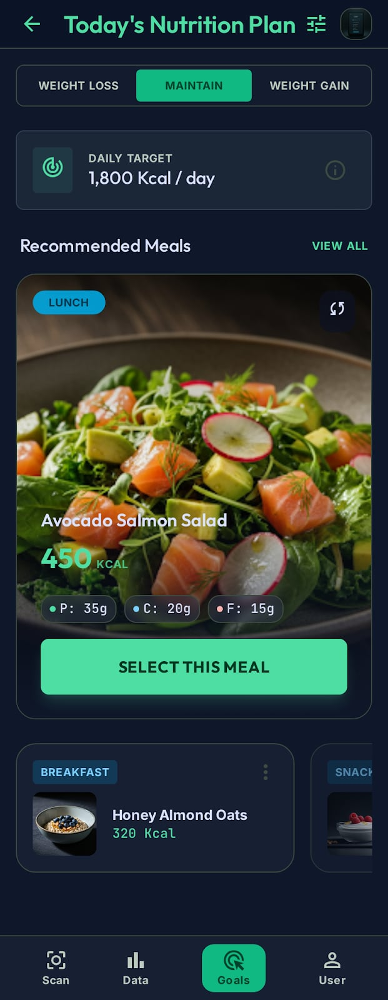 Today's Nutrition Plan
WEIGHT LOSS
MAINTAIN
WEIGHT GAIN
DAILY TARGET
1,800 Kcal / day
Recommended Meals
VIEW ALL
LUNCH
Avocado Salmon Salad
450 KCAL
P: 35g
C: 20g
F: 15g
SELECT THIS MEAL
BREAKFAST
Honey Almond Oats
320 Kcal
SNACK
Scan
Data
Goals
User